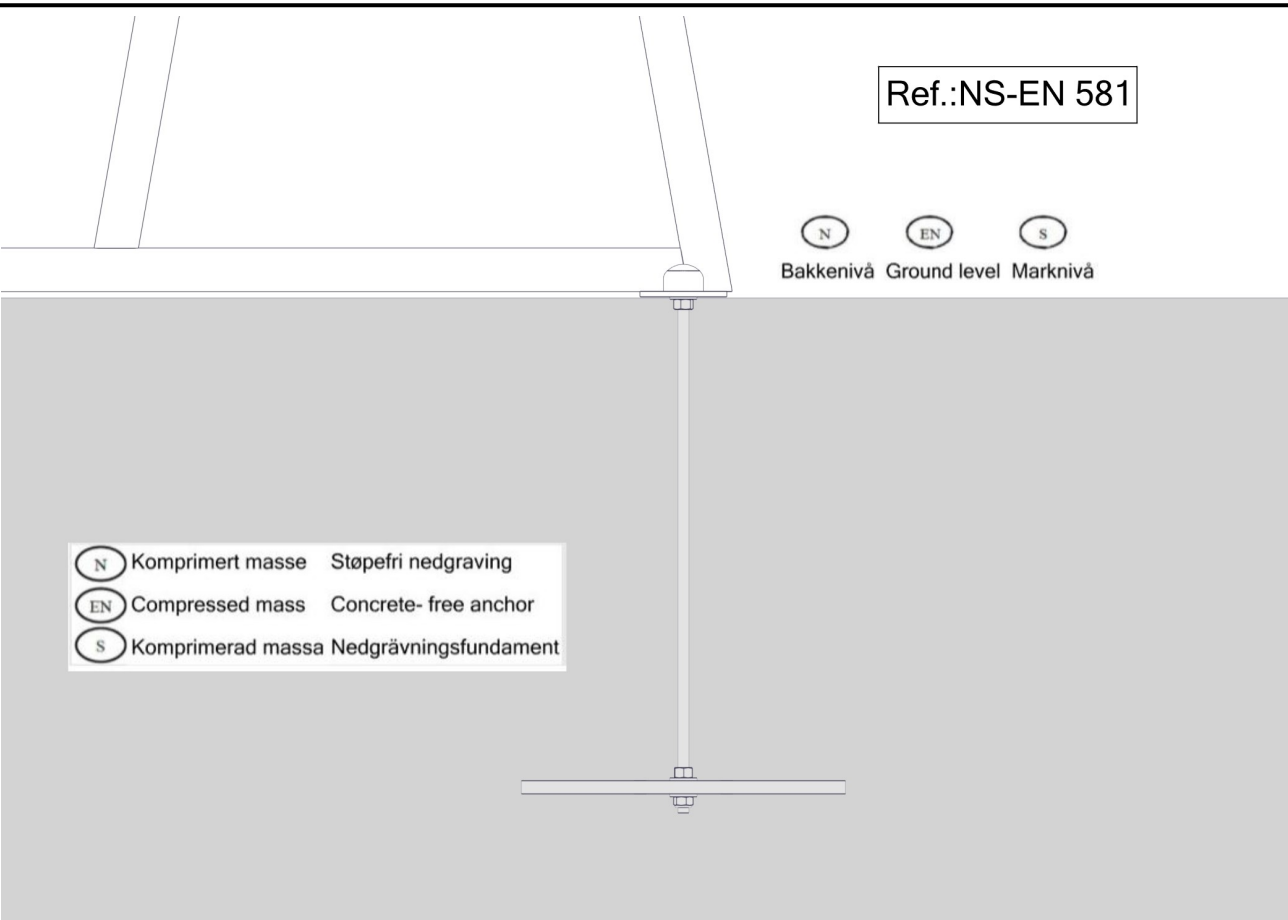 Ref.:NS-EN 581
N EN S
Bakkenivå Ground level Marknivå
N Komprimert masse Støpefri nedgraving
EN Compressed mass Concrete- free anchor
S Komprimerad massa Nedgrävningsfundament